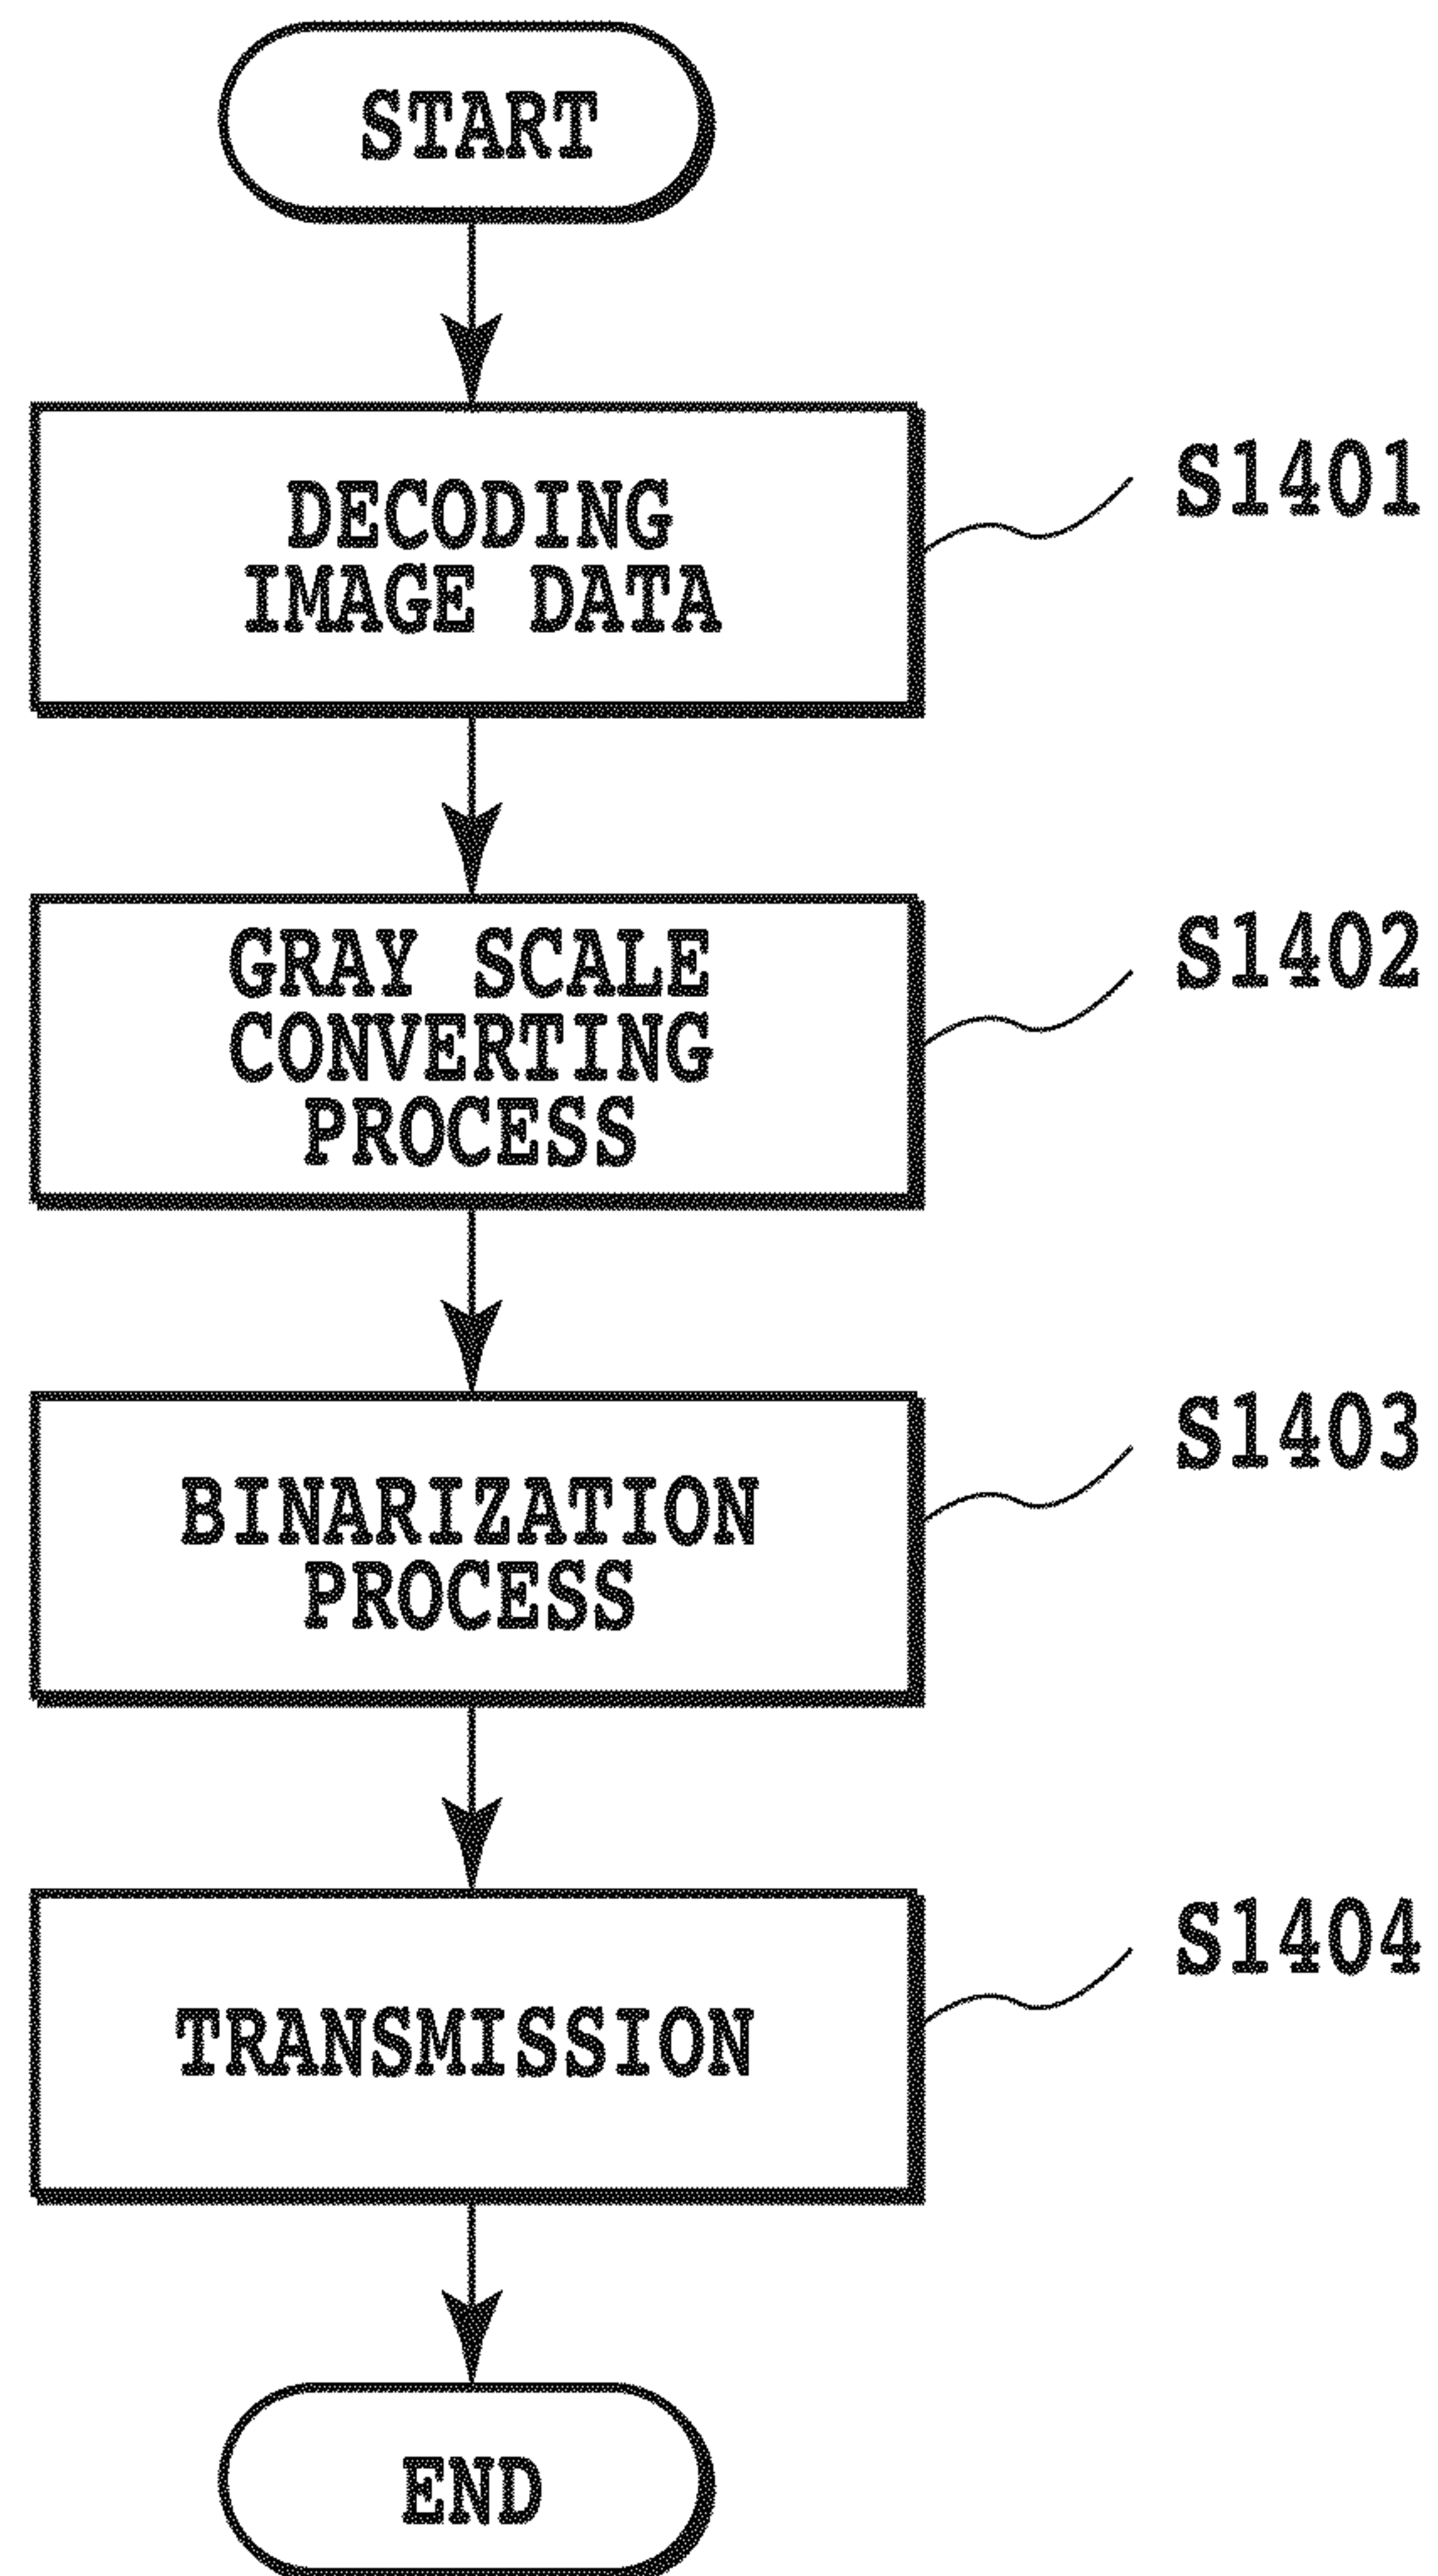 START
DECODING
IMAGE DATA
S1401
GRAY SCALE
CONVERTING
PROCESS
S1402
BINARIZATION
PROCESS
S1403
TRANSMISSION
S1404
END